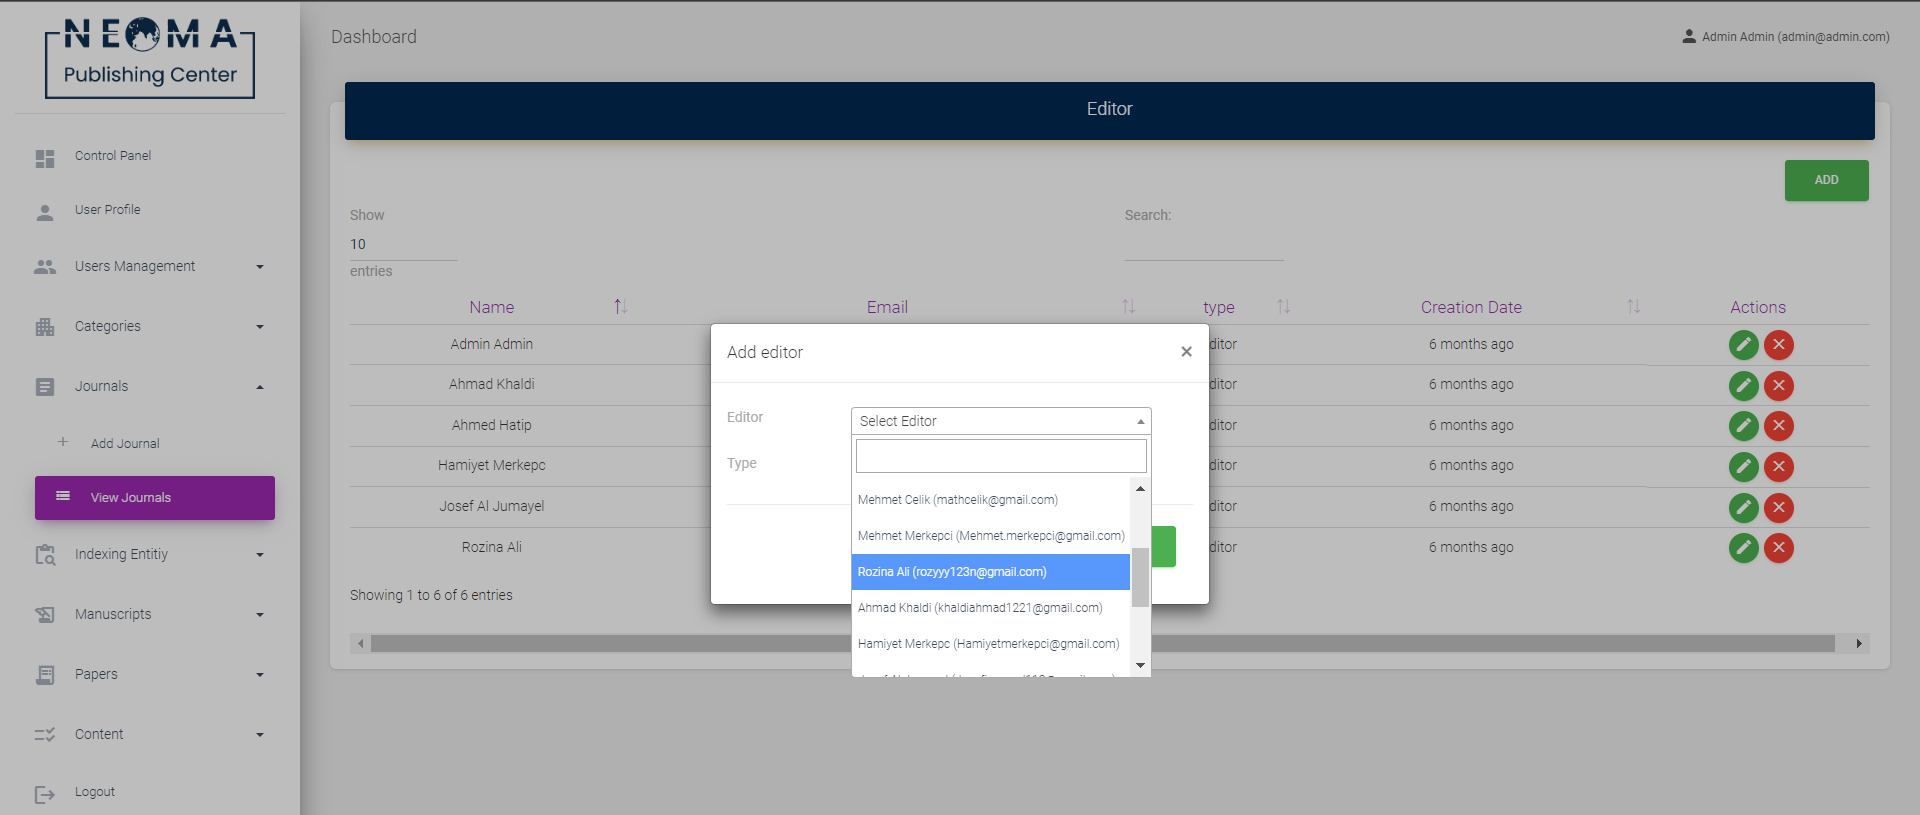 NEOMA
Publishing Center
Dashboard
Admin Admin (admin@admin.com)
Control Panel
User Profile
Users Management
Categories
Journals
Add Journal
View Journals
Indexing Entitiy
Manuscripts
Papers
Content
Logout
Editor
ADD
Show
10
entries
Search:
Name Email type Creation Date Actions
Admin Admin ditor 6 months ago
Ahmad Khaldi ditor 6 months ago
Ahmed Hatip ditor 6 months ago
Hamiyet Merkepc ditor 6 months ago
Josef Al Jumayel ditor 6 months ago
Rozina Ali ditor 6 months ago
Showing 1 to 6 of 6 entries
Add editor
×
Editor
Select Editor
Type
Mehmet Celik (mathcelik@gmail.com)
Mehmet Merkepci (Mehmet.merkepci@gmail.com)
Rozina Ali (rozyyy123n@gmail.com)
Ahmad Khaldi (khaldiahmad1221@gmail.com)
Hamiyet Merkepc (Hamiyetmerkepci@gmail.com)